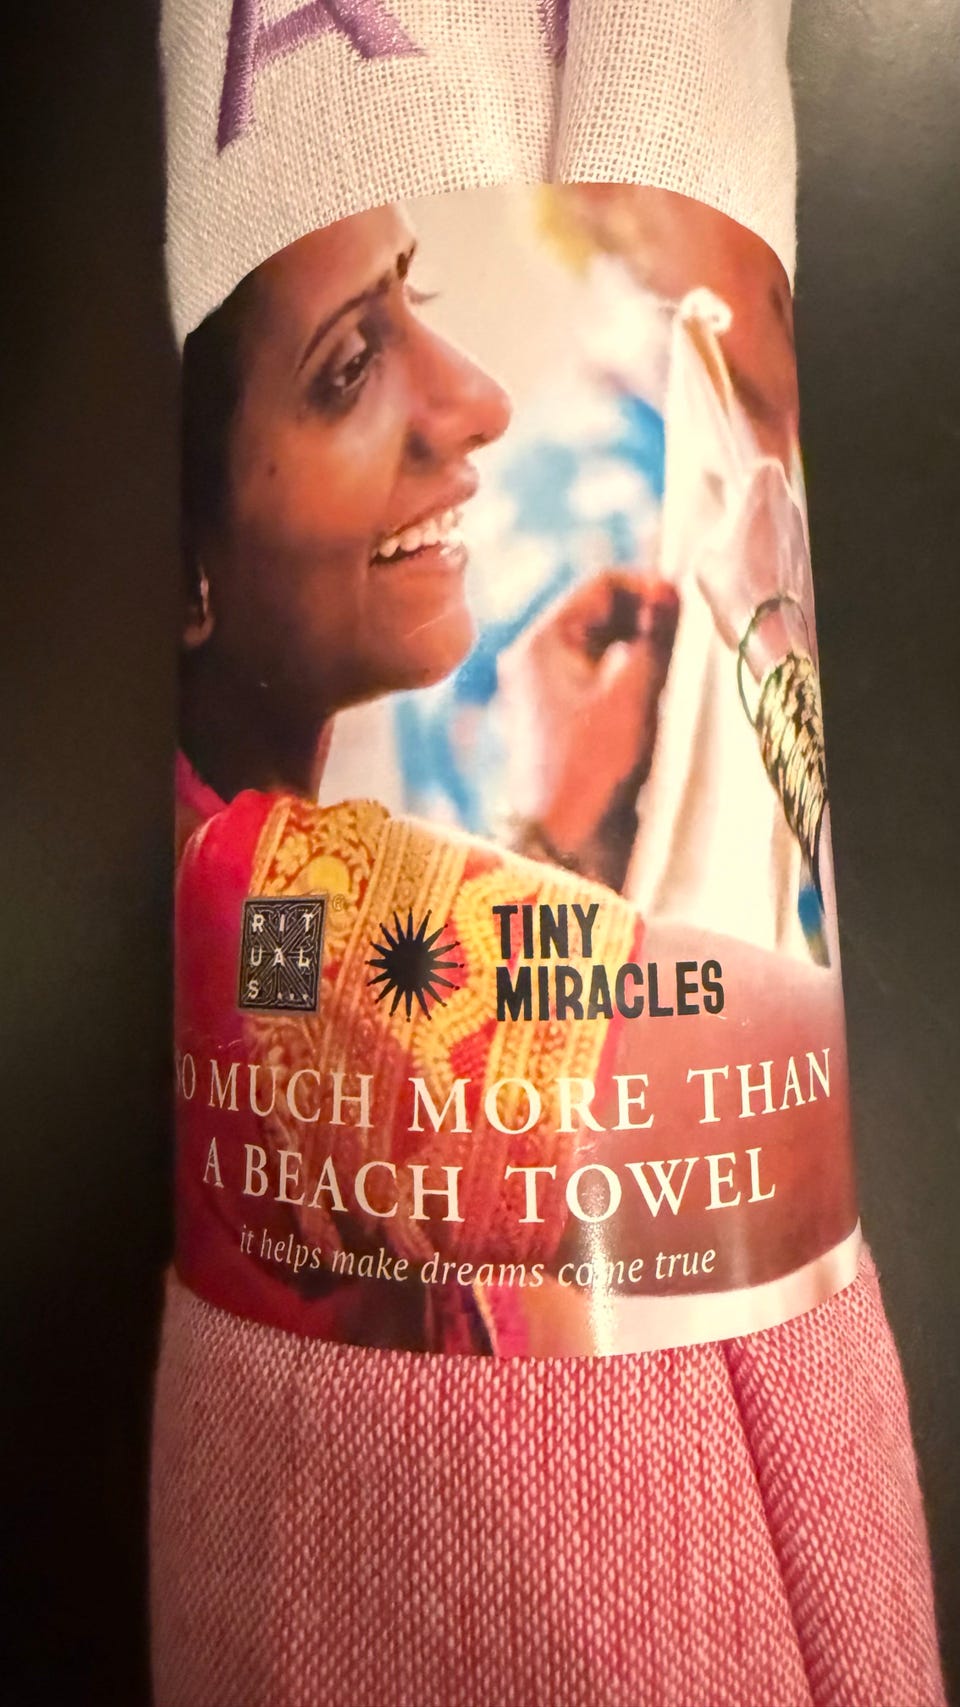 A
RIT
UAL
S...
®
TINY
MIRACLES
SO MUCH MORE THAN
A BEACH TOWEL
it helps make dreams come true